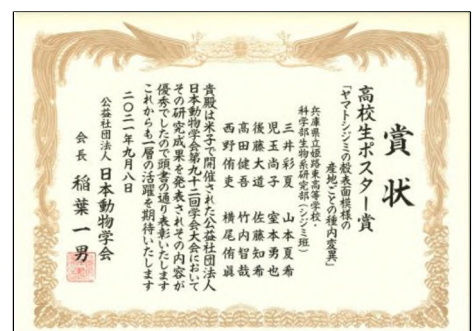 賞状
高校生ポスター賞
「ヤマトシジミの殻表面模様の
産地ごとの種内変異」
兵庫県立姫路東高等学校・
科学部生物系研究部(シジミ班)
三井彩夏 山本夏希
児玉尚子 室本勇也
後藤大道 佐藤知希
高田健吾 竹内智哉
西野侑吏 横尾侑眞
貴殿は米子で開催された公益社団法人
日本動物学会第九十二回学会大会において
その研究成果を発表されその内容が
優秀でしたので頭書の通り表彰いたします
これからも一層の活躍を期待いたします
二〇二一年九月八日
公益社団法人 日本動物学会
会長 稲葉一男